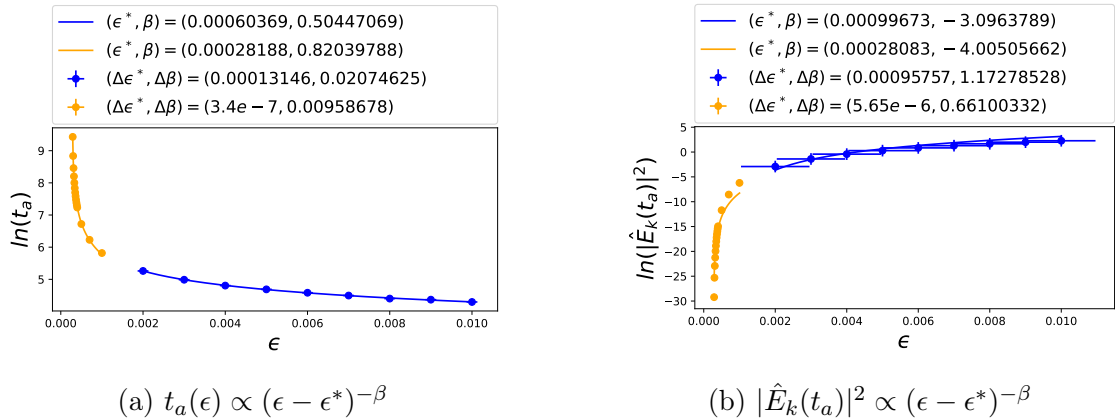 (ϵ*, β) = (0.00060369, 0.50447069)
(ϵ*, β) = (0.00028188, 0.82039788)
(Δϵ*, Δβ) = (0.00013146, 0.02074625)
(Δϵ*, Δβ) = (3.4e − 7, 0.00958678)
9
8
7
6
5
ln(t_a)
0.000 0.002 0.004 0.006 0.008 0.010
ϵ
(a) t_a(ϵ) ∝ (ϵ − ϵ*)^{−β}
(ϵ*, β) = (0.00099673, − 3.0963789)
(ϵ*, β) = (0.00028083, − 4.00505662)
(Δϵ*, Δβ) = (0.00095757, 1.17278528)
(Δϵ*, Δβ) = (5.65e − 6, 0.66100332)
5
0
−5
−10
−15
−20
−25
−30
ln(|Ê_k(t_a)|²)
0.000 0.002 0.004 0.006 0.008 0.010
ϵ
(b) |Ê_k(t_a)|² ∝ (ϵ − ϵ*)^{−β}